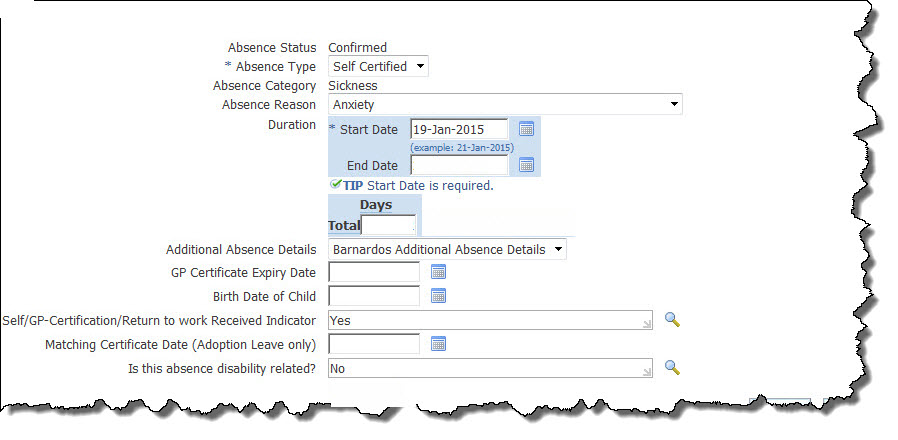 Absence Status Confirmed
* Absence Type Self Certified
Absence Category Sickness
Absence Reason Anxiety
Duration * Start Date 19-Jan-2015
(example: 21-Jan-2015)
End Date
TIP Start Date is required.
Days
Total
Additional Absence Details Barnardos Additional Absence Details
GP Certificate Expiry Date
Birth Date of Child
Self/GP-Certification/Return to work Received Indicator Yes
Matching Certificate Date (Adoption Leave only)
Is this absence disability related? No